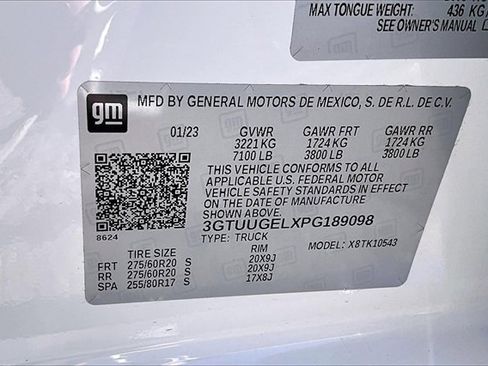 MAX TONGUE WEIGHT: 436 KG/
SEE OWNER'S MANUAL
gm
MFD BY GENERAL MOTORS DE MEXICO, S. DE R.L. DE C.V.
01/23 GVWR GAWR FRT GAWR RR
3221 KG 1724 KG 1724 KG
7100 LB 3800 LB 3800 LB
THIS VEHICLE CONFORMS TO ALL
APPLICABLE U.S. FEDERAL MOTOR
VEHICLE SAFETY STANDARDS IN EFFECT
ON THE DATE OF MANUFACTURE
SHOWN ABOVE.
3GTUUGELXPG189098
8624 TYPE: TRUCK MODEL: X8TK10543
TIRE SIZE RIM
FRT 275/60R20 S 20X9J
RR 275/60R20 S 20X9J
SPA 255/80R17 S 17X8J